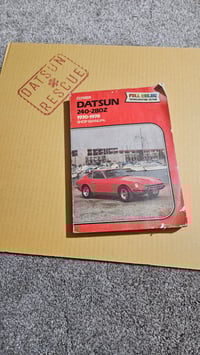 DATSUN
RESCUE
CLYMER
DATSUN
240-280Z
1970-1978
SHOP MANUAL